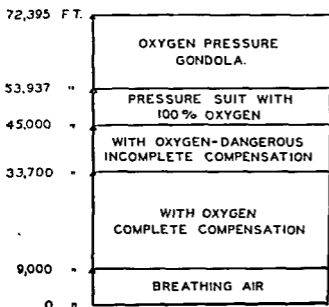 72,395 FT.
OXYGEN PRESSURE
GONDOLA.
53,937 "
PRESSURE SUIT WITH
100% OXYGEN
45,000 "
WITH OXYGEN-DANGEROUS
INCOMPLETE COMPENSATION
33,700 "
WITH OXYGEN
COMPLETE COMPENSATION
9,000 "
BREATHING AIR
0 "